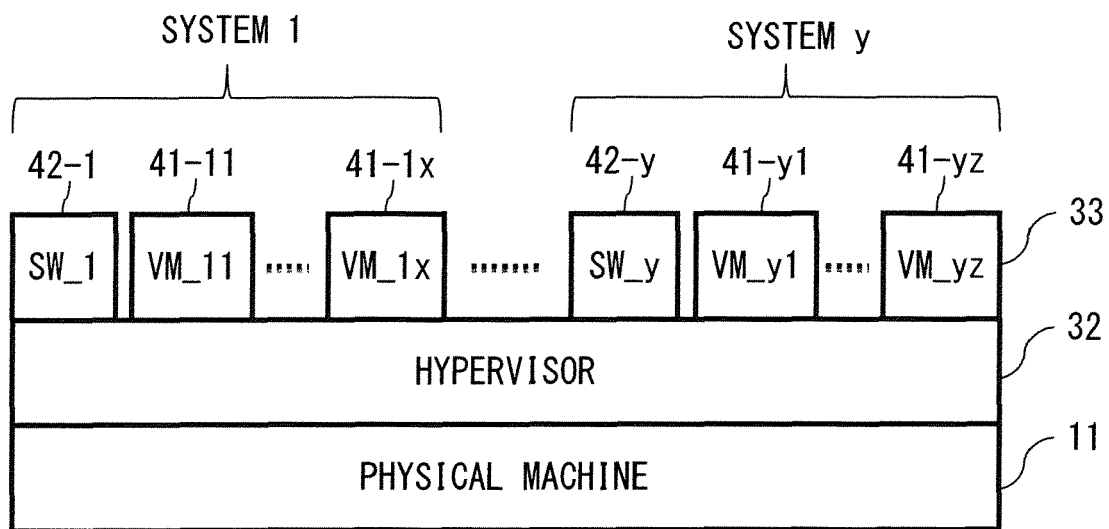 SYSTEM 1
SYSTEM y
42-1 41-11 41-1x 42-y 41-y1 41-yz
33
SW_1 VM_11 VM_1x SW_y VM_y1 VM_yz
32
HYPERVISOR
11
PHYSICAL MACHINE